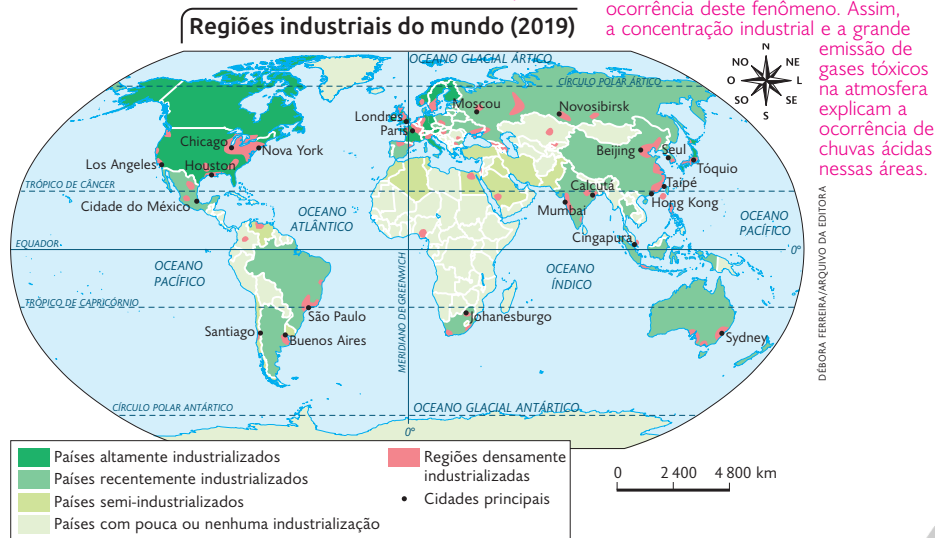 ocorrência deste fenômeno. Assim,
a concentração industrial e a grande
emissão de
gases tóxicos
na atmosfera
explicam a
ocorrência de
chuvas ácidas
nessas áreas.
Regiões industriais do mundo (2019)
N
NO
NE
O
L
SO
SE
S
OCEANO GLACIAL ÁRTICO
CÍRCULO POLAR ÁRTICO
Moscou
Novosibirsk
Londres
Paris
Chicago
Nova York
Beijing
Seul
Los Angeles
Houston
Tóquio
TRÓPICO DE CÂNCER
Calcutá
Taipé
Cidade do México
Mumbai
Hong Kong
OCEANO
ATLÂNTICO
OCEANO
PACÍFICO
Cingapura
EQUADOR
0°
OCEANO
PACÍFICO
OCEANO
ÍNDICO
MERIDIANO DE GREENWICH
TRÓPICO DE CAPRICÓRNIO
São Paulo
Johanesburgo
Santiago
Buenos Aires
Sydney
CÍRCULO POLAR ANTÁRTICO
OCEANO GLACIAL ANTÁRTICO
0°
DÉBORA FERREIRA/ARQUIVO DA EDITOR
Países altamente industrializados
Países recentemente industrializados
Países semi-industrializados
Países com pouca ou nenhuma industrialização
Regiões densamente
industrializadas
Cidades principais
0 2 400 4 800 km